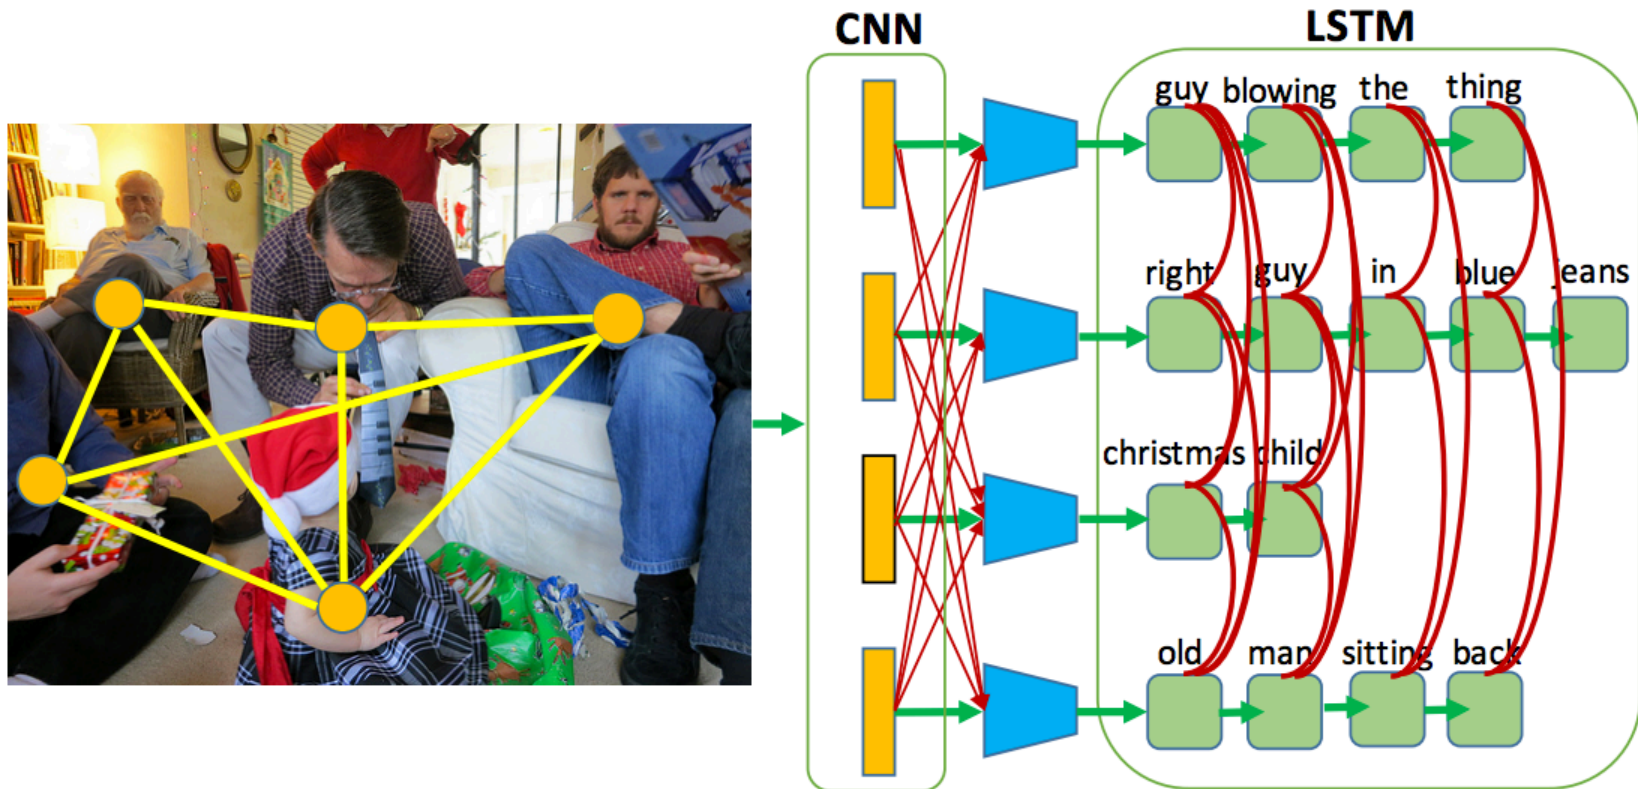 CNN
LSTM
guy blowing the thing
right guy in blue jeans
christmas child
old man sitting back